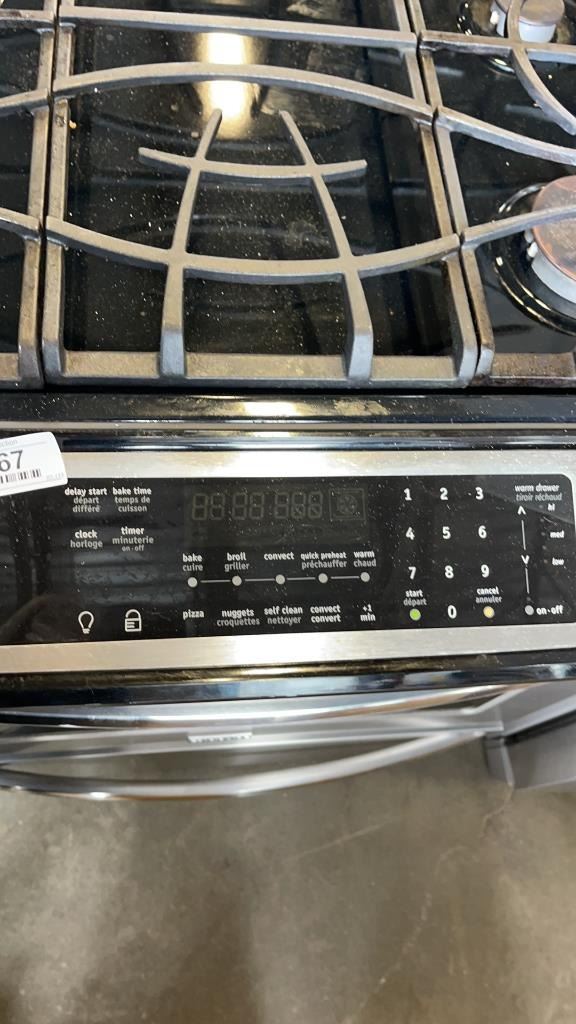 67
delay start
départ
différé
bake time
temps de
cuisson
clock
horloge
timer
minuterie
on-off
bake
cuire
broil
griller
convect
quick preheat
préchauffer
warm
chaud
pizza
nuggets
croquettes
self clean
nettoyer
convect
convert
+1
min
1 2 3
4 5 6
7 8 9
start
départ
0
cancel
annuler
warm drawer
tiroir réchaud
hi
med
low
on-off